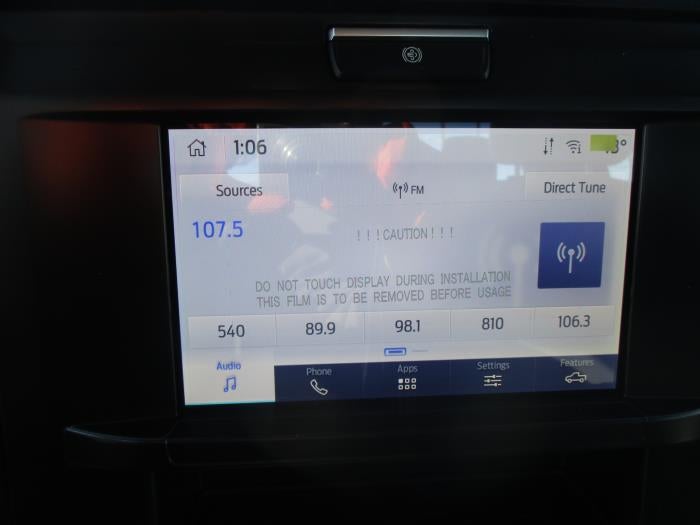 1:06
Sources
FM
Direct Tune
107.5
! ! ! CAUTION ! ! !
DO NOT TOUCH DISPLAY DURING INSTALLATION
THIS FILM IS TO BE REMOVED BEFORE USAGE
540 89.9 98.1 810 106.3
Audio Phone Apps Settings Features